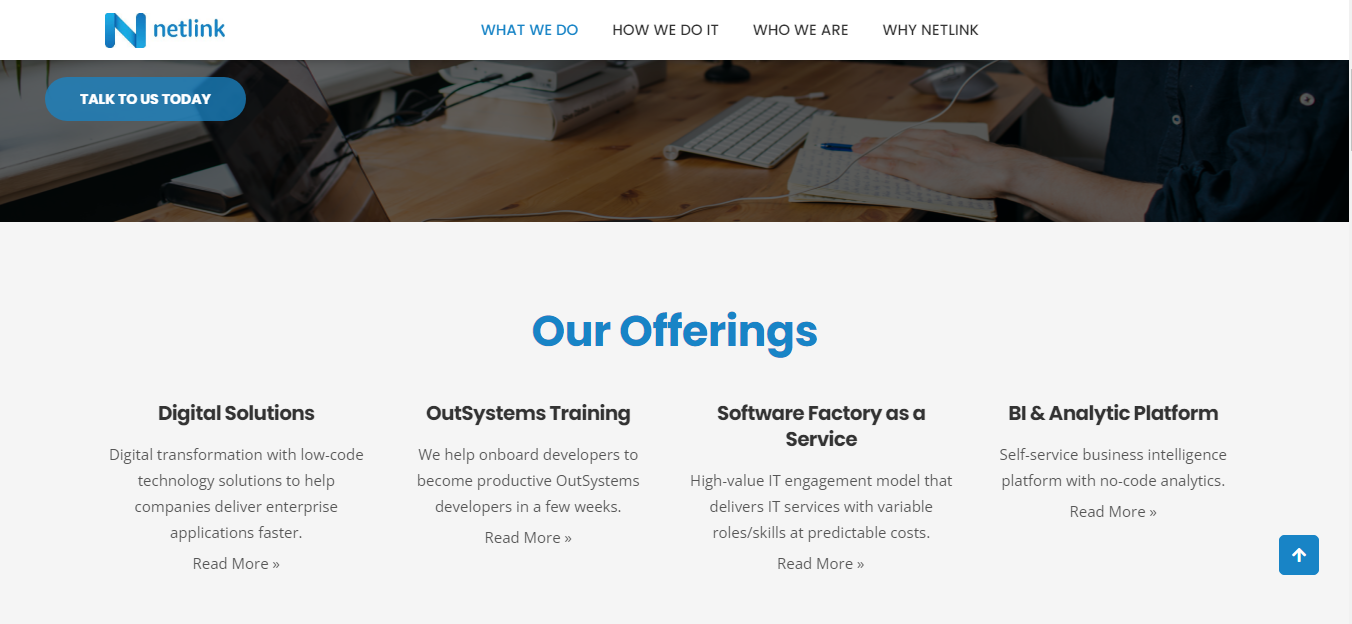 netlink
WHAT WE DO
HOW WE DO IT
WHO WE ARE
WHY NETLINK
TALK TO US TODAY
Our Offerings
Digital Solutions
Digital transformation with low-code
technology solutions to help
companies deliver enterprise
applications faster.
Read More »
OutSystems Training
We help onboard developers to
become productive OutSystems
developers in a few weeks.
Read More »
Software Factory as a
Service
High-value IT engagement model that
delivers IT services with variable
roles/skills at predictable costs.
Read More »
BI & Analytic Platform
Self-service business intelligence
platform with no-code analytics.
Read More »